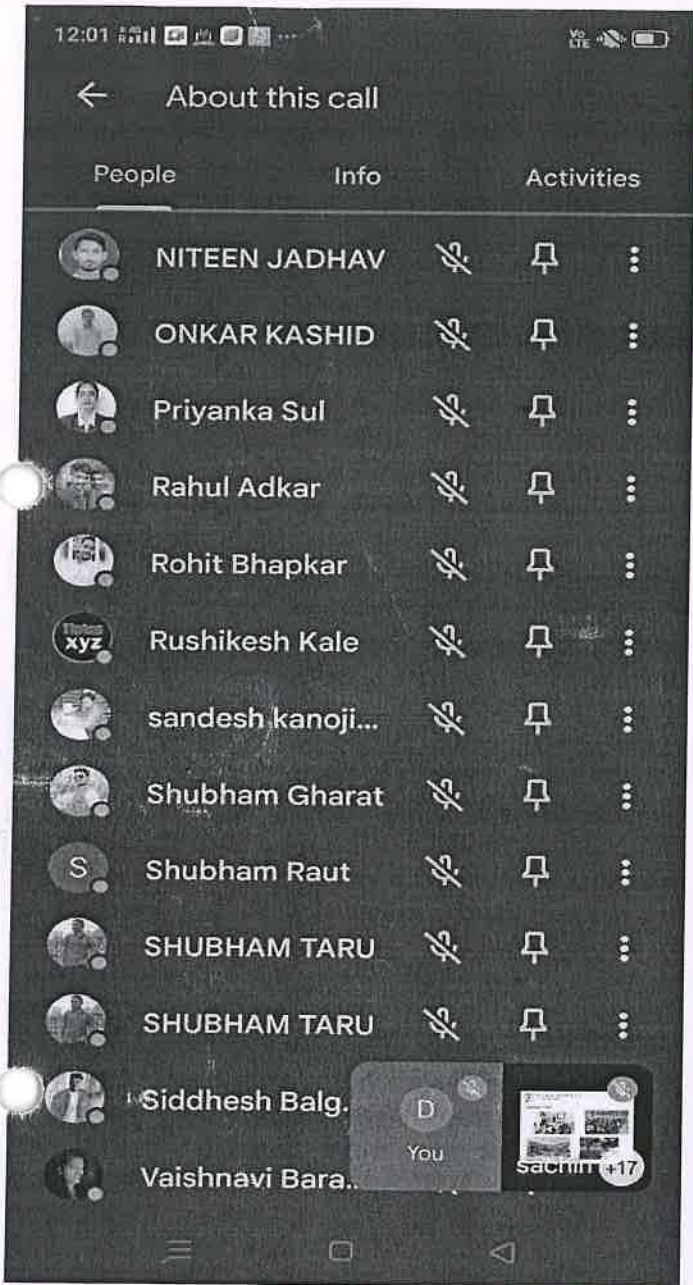 12:01
Vo
LTE
About this call
People Info Activities
NITEEN JADHAV
ONKAR KASHID
Priyanka Sul
Rahul Adkar
Rohit Bhapkar
xyz
Rushikesh Kale
sandesh kanoji...
Shubham Gharat
S
Shubham Raut
SHUBHAM TARU
SHUBHAM TARU
Siddhesh Balg.
D
You
Vaishnavi Bara..
sachin +17